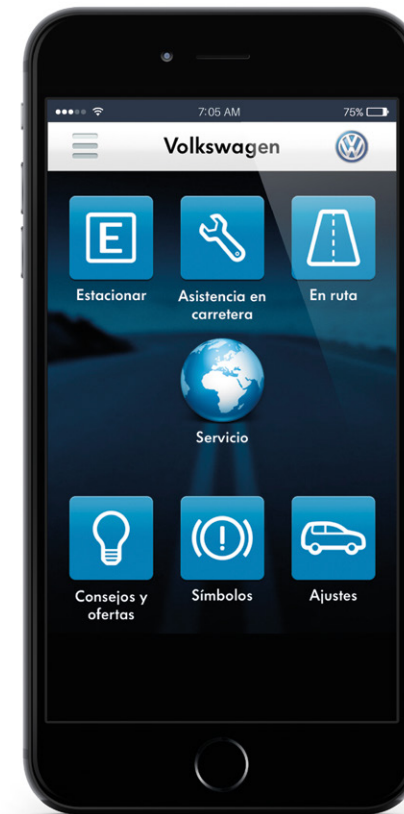 7:05 AM
75%
Volkswagen
E
Estacionar
Asistencia en
carretera
En ruta
Servicio
Consejos y
ofertas
Símbolos
Ajustes